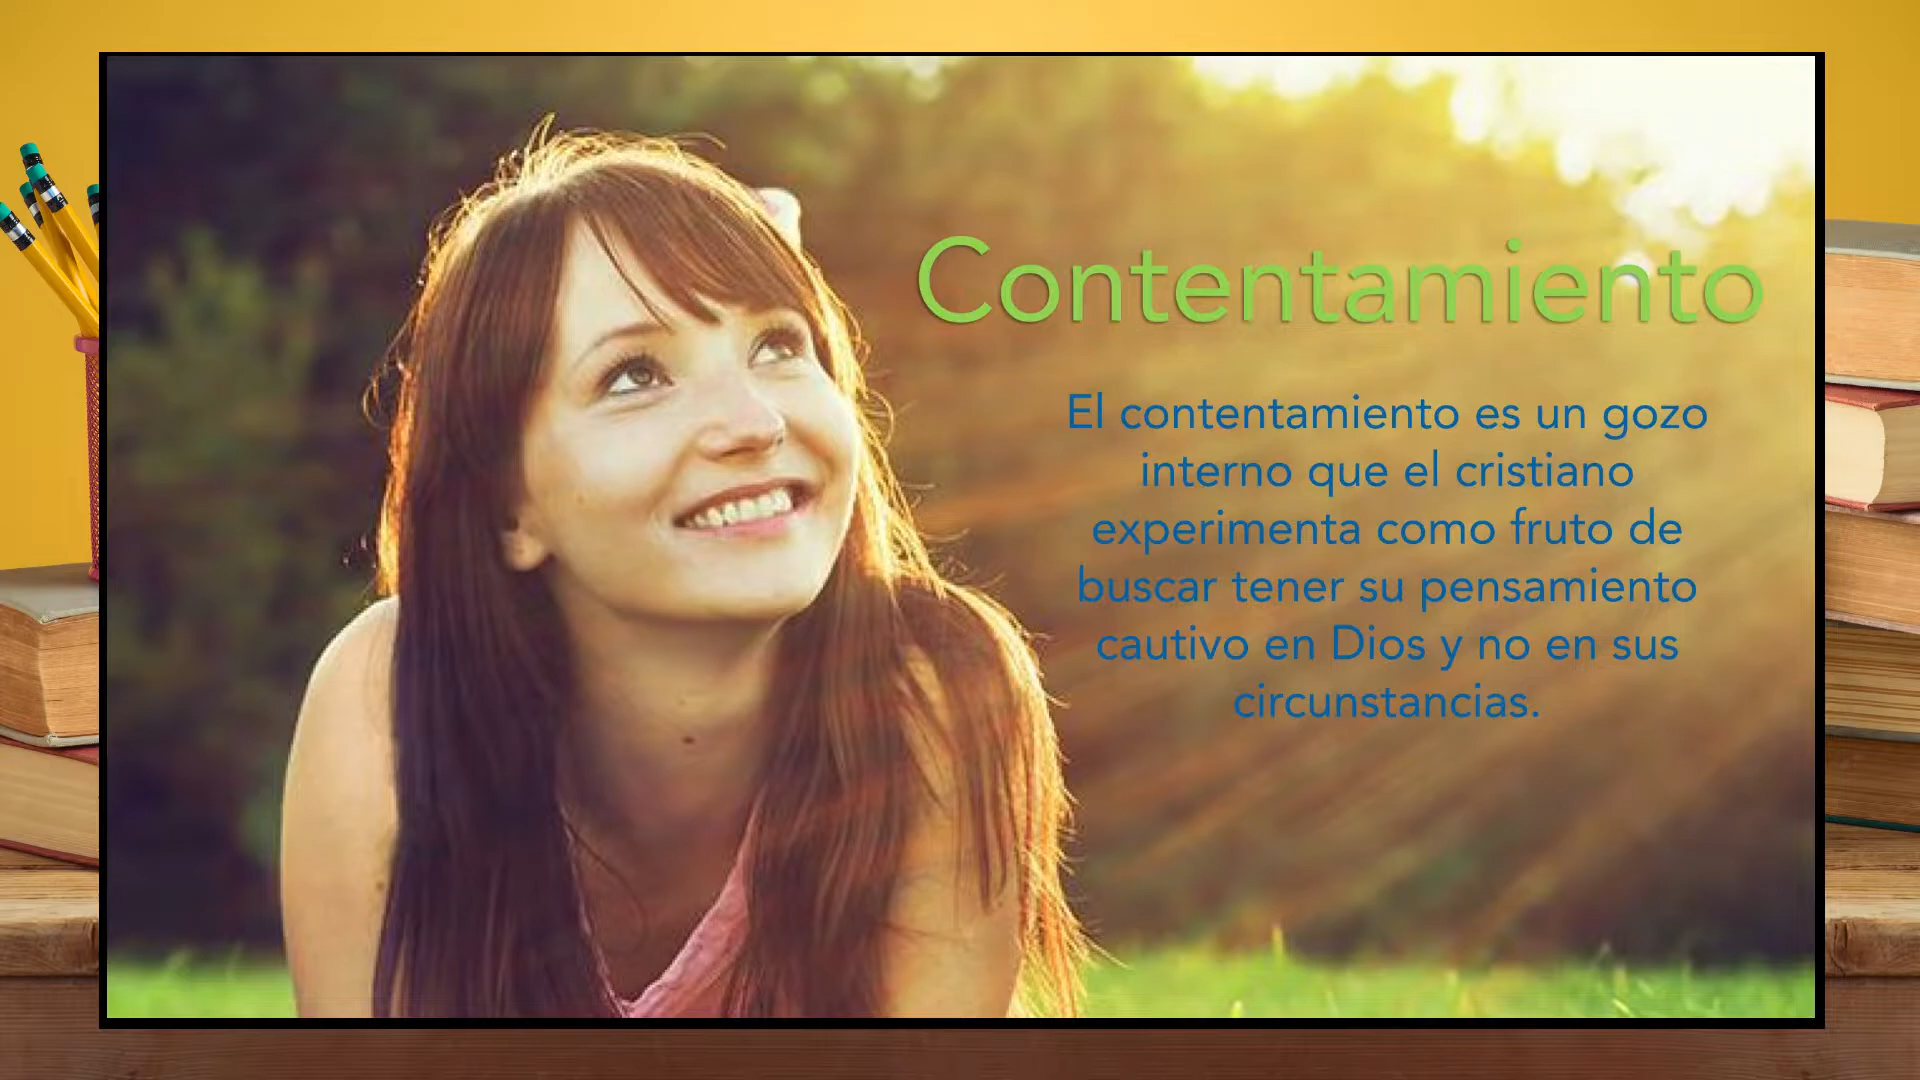 Contentamiento
El contentamiento es un gozo
interno que el cristiano
experimenta como fruto de
buscar tener su pensamiento
cautivo en Dios y no en sus
circunstancias.